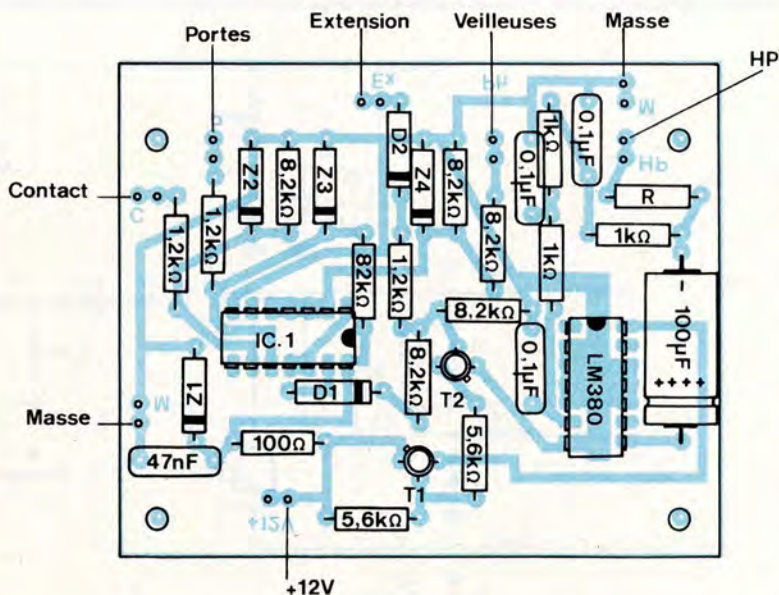 Portes
Extension
Veilleuses
Masse
HP
Contact
Masse
+12V
P
Ex
Ph
M
HP
C
M
+12V
Z2
8,2kΩ
Z3
D2
Z4
8,2kΩ
1kΩ
0,1µF
0,1µF
R
1kΩ
1,2kΩ
1,2kΩ
82kΩ
1,2kΩ
8,2kΩ
1kΩ
8,2kΩ
IC.1
LM380
100µF
- 
++++
Z1
D1
8,2kΩ
T2
0,1µF
47nF
100Ω
T1
5,6kΩ
5,6kΩ